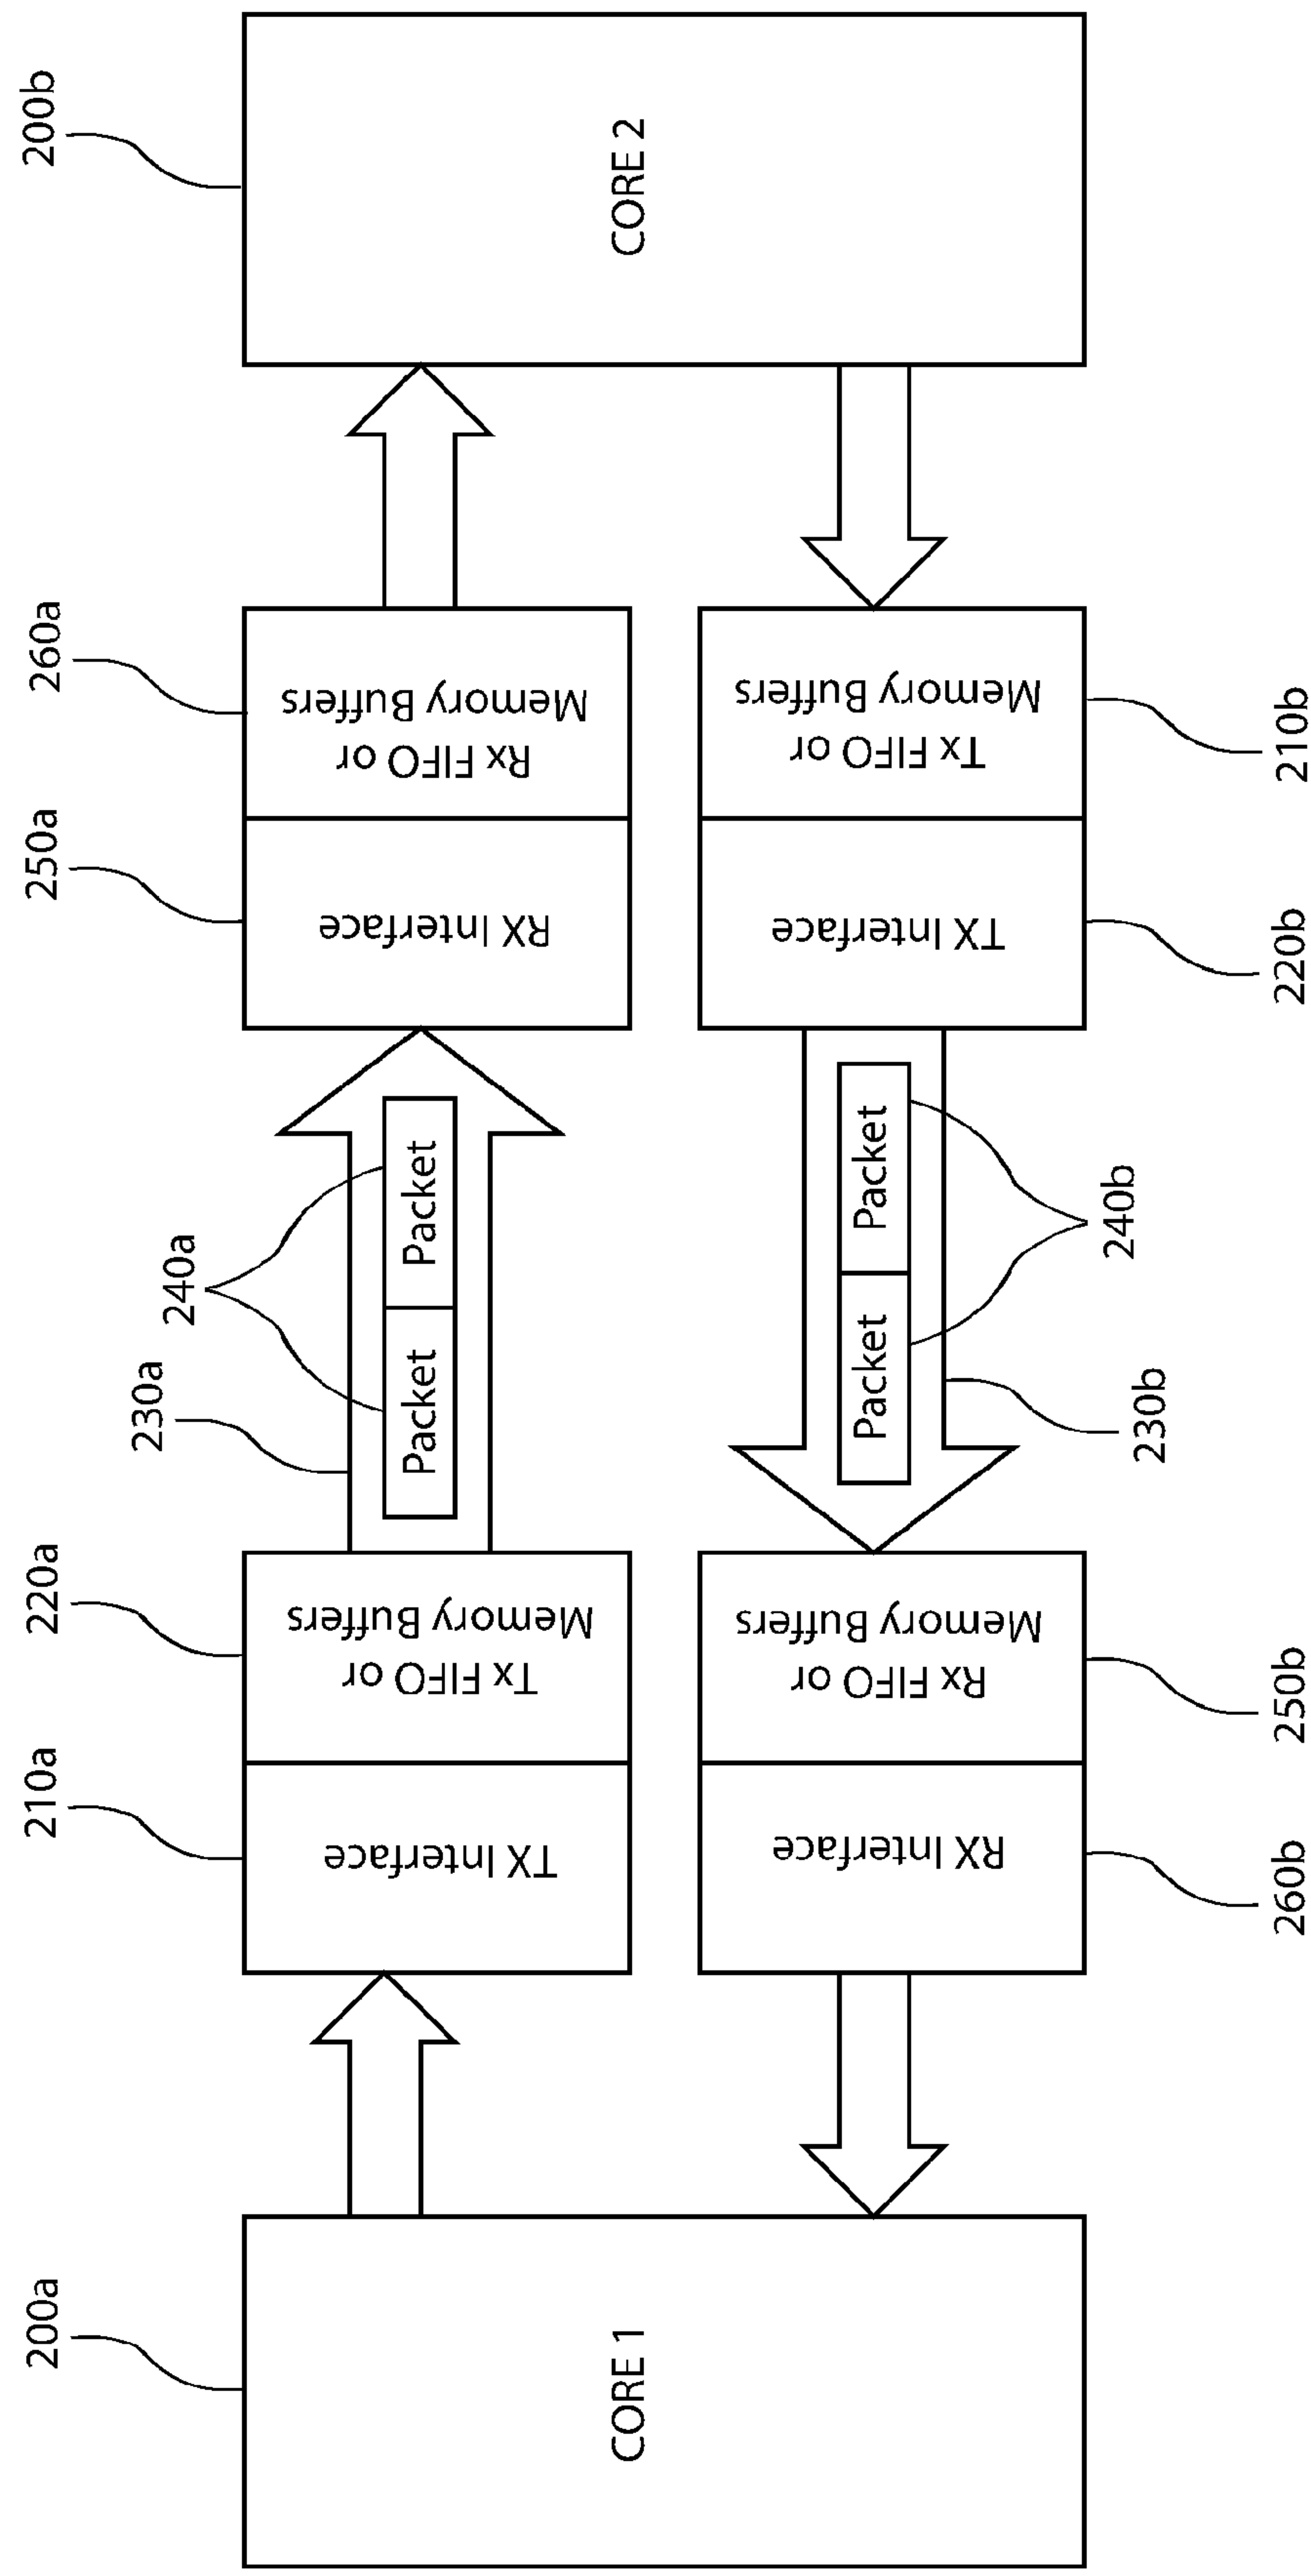 200a
210a
220a
230a
240a
250a
260a
200b
CORE 1
TX Interface
Tx FIFO or
Memory Buffers
Packet
Packet
RX Interface
Rx FIFO or
Memory Buffers
CORE 2
RX Interface
Rx FIFO or
Memory Buffers
Packet
Packet
TX Interface
Tx FIFO or
Memory Buffers
260b
250b
230b
240b
220b
210b